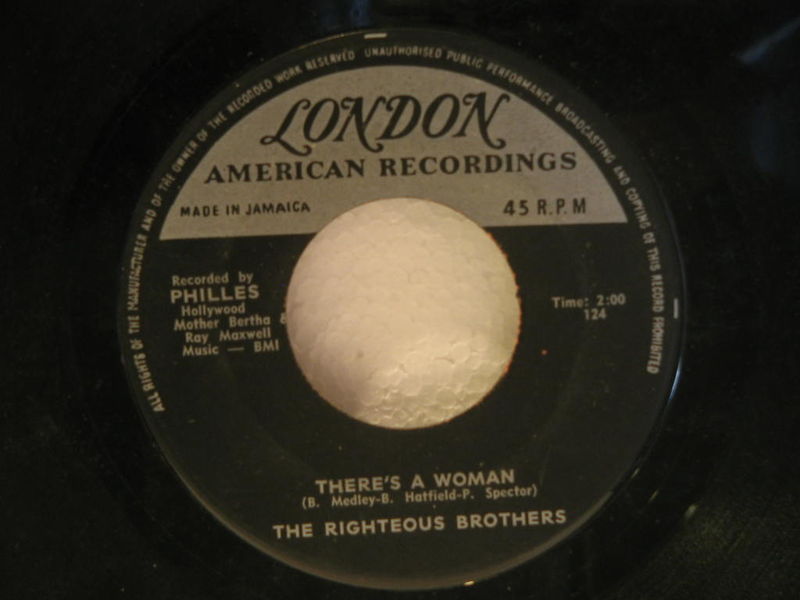 ALL RIGHTS OF THE MANUFACTURER AND OF THE OWNER OF THE RECORDED WORK RESERVED UNAUTHORISED PUBLIC PERFORMANCE BROADCASTING AND COPYING OF THIS RECORD PROHIBITED
LONDON
AMERICAN RECORDINGS
MADE IN JAMAICA
45 R.P.M
Recorded by
PHILLES
Hollywood
Mother Bertha &
Ray Maxwell
Music — BMI
Time: 2:00
124
THERE'S A WOMAN
(B. Medley-B. Hatfield-P. Spector)
THE RIGHTEOUS BROTHERS